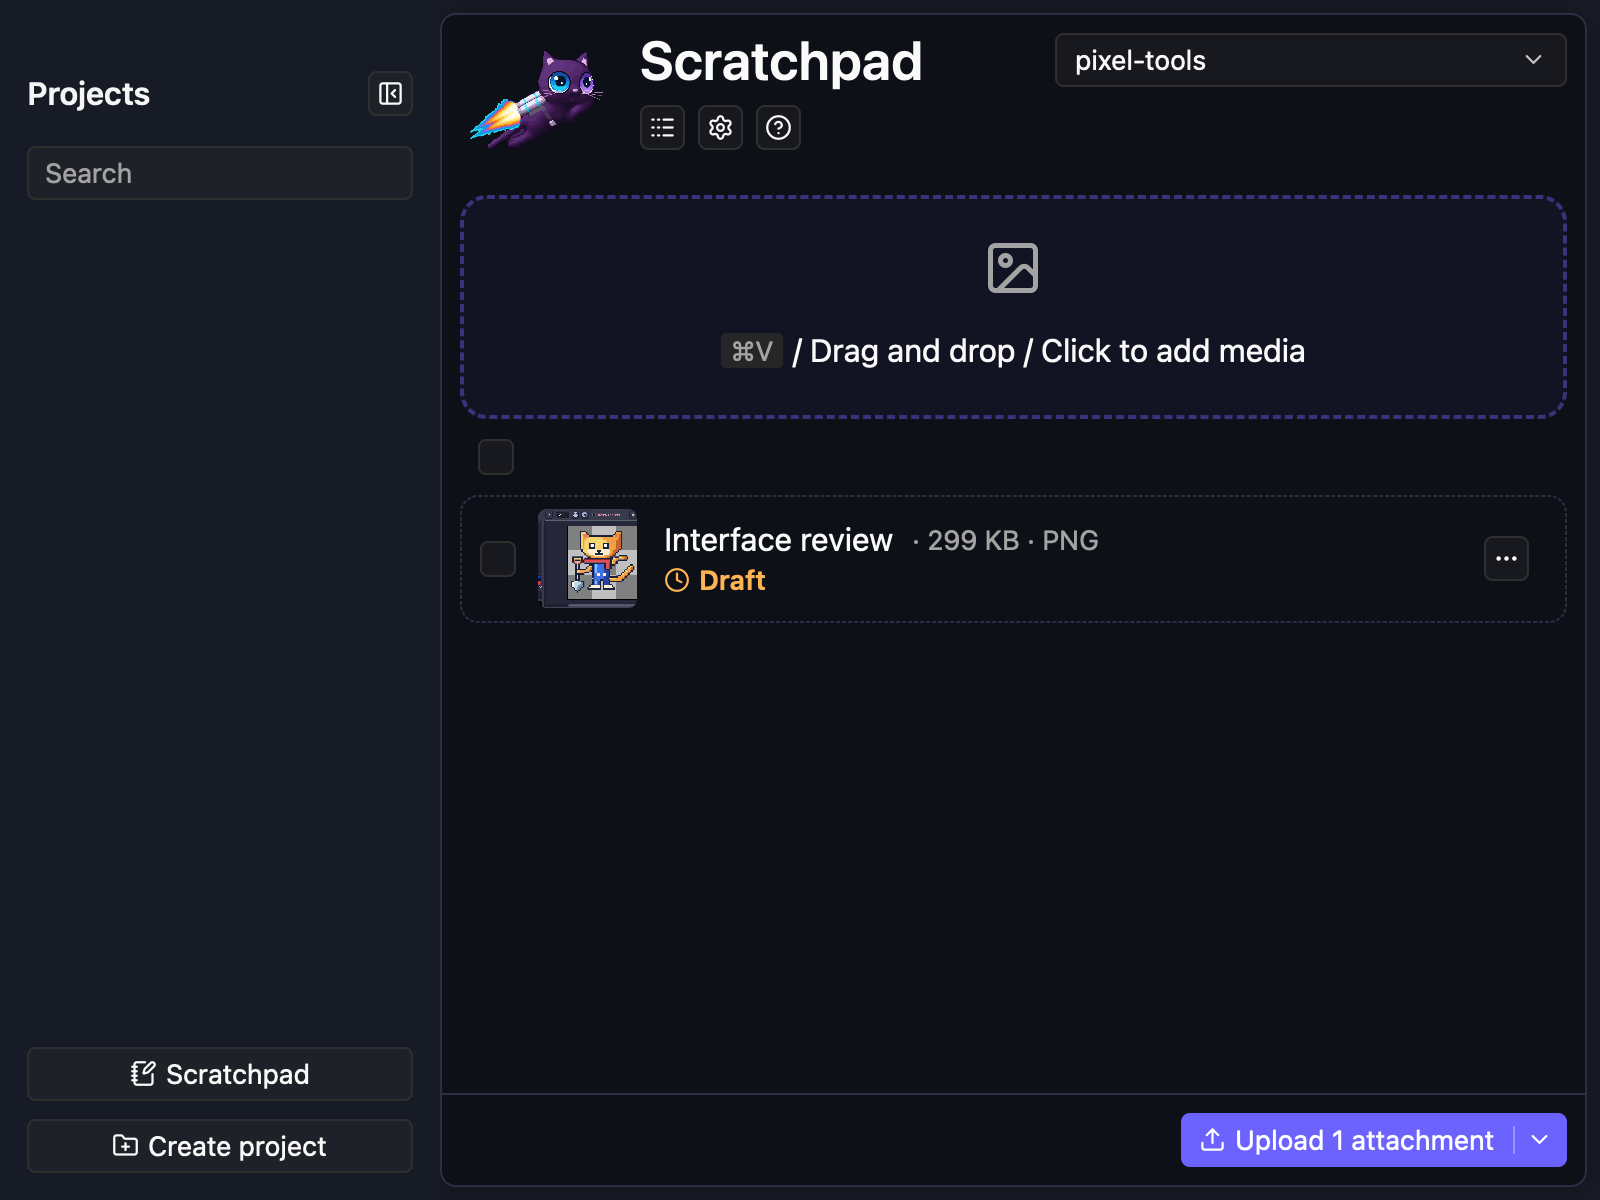 Projects
Search
Scratchpad
Create project
Scratchpad
pixel-tools
⌘V / Drag and drop / Click to add media
Interface review · 299 KB · PNG
Draft
Upload 1 attachment